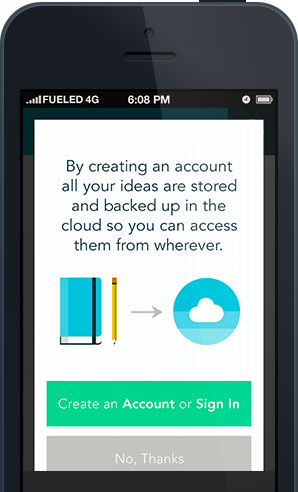 FUELED 4G 6:08 PM
By creating an account
all your ideas are stored
and backed up in the
cloud so you can access
them from wherever.
Create an Account or Sign In
No, Thanks